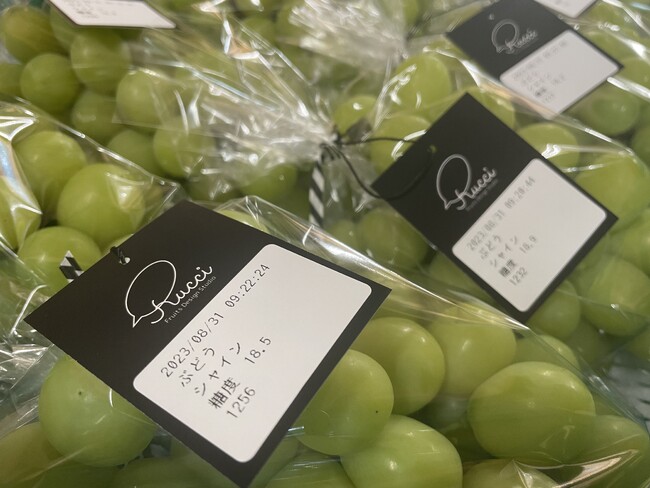 Rucci
Fruits Design Studio
2023/08/31 09:22:24
ぶどう
シャイン
糖度 18.5
1256
Rucci
2023/08/31 09:20:44
ぶどう
シャイン
糖度 18.9
1232